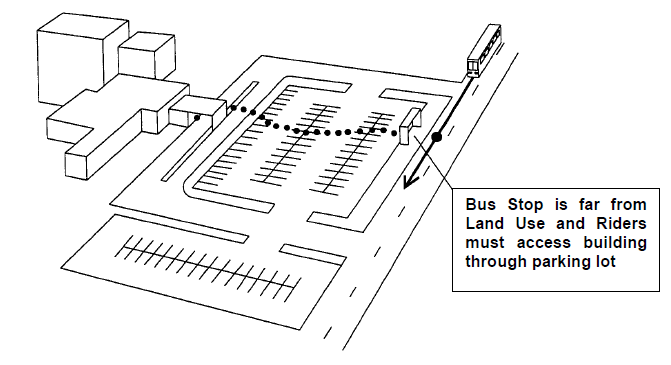 Bus Stop is far from
Land Use and Riders
must access building
through parking lot